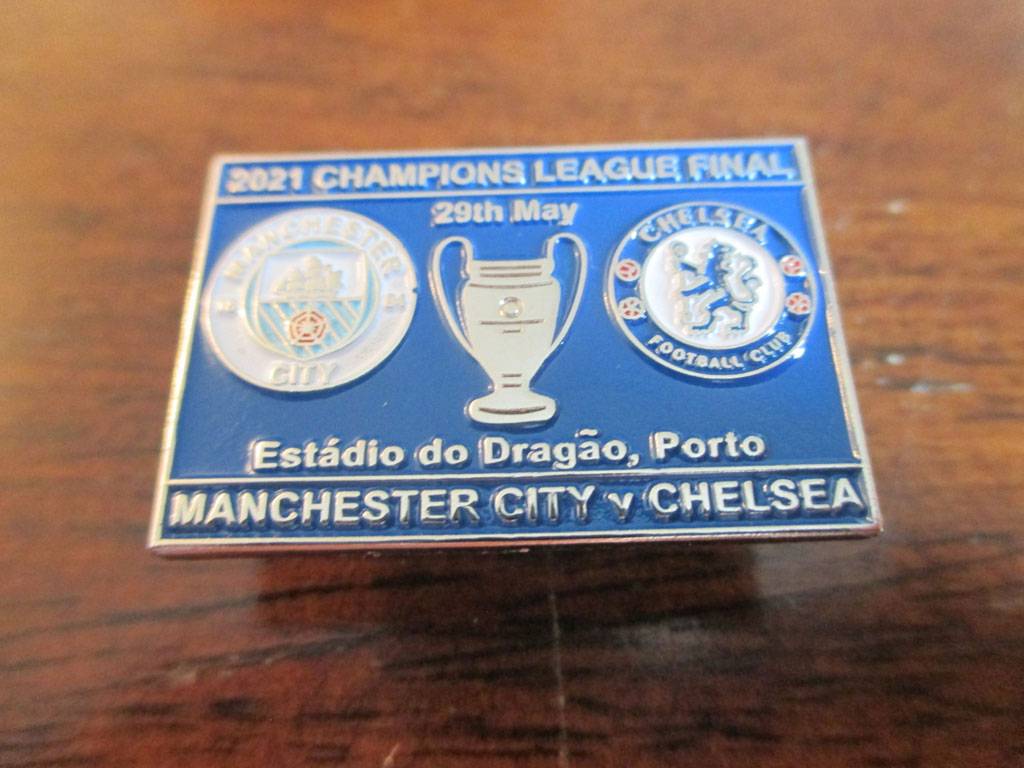 2021 CHAMPIONS LEAGUE FINAL
29th May
MANCHESTER
CITY
CHELSEA
FOOTBALL CLUB
Estádio do Dragão, Porto
MANCHESTER CITY v CHELSEA